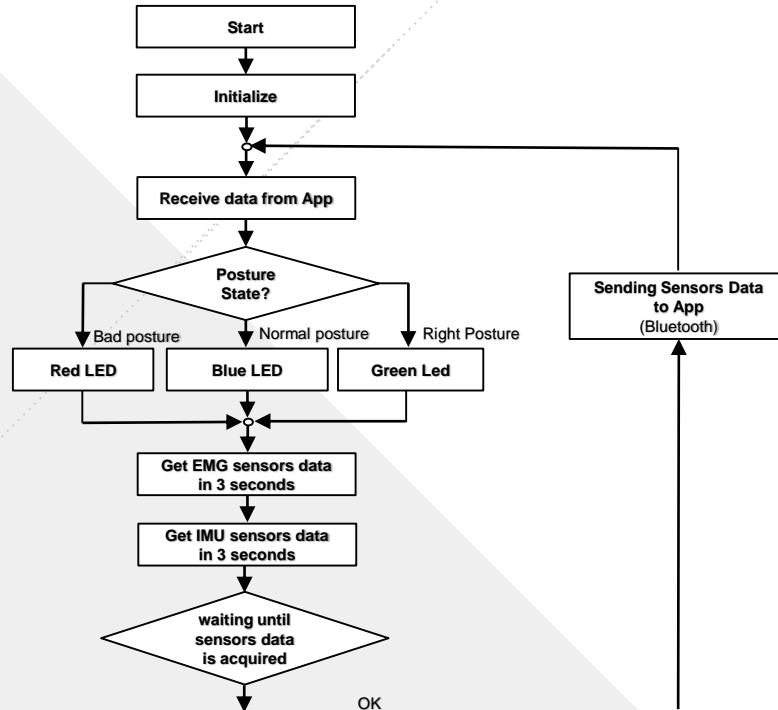 Start
Initialize
Receive data from App
Posture
State?
Sending Sensors Data
to App
(Bluetooth)
Bad posture
Normal posture
Right Posture
Red LED
Blue LED
Green Led
Get EMG sensors data
in 3 seconds
Get IMU sensors data
in 3 seconds
waiting until
sensors data
is acquired
OK